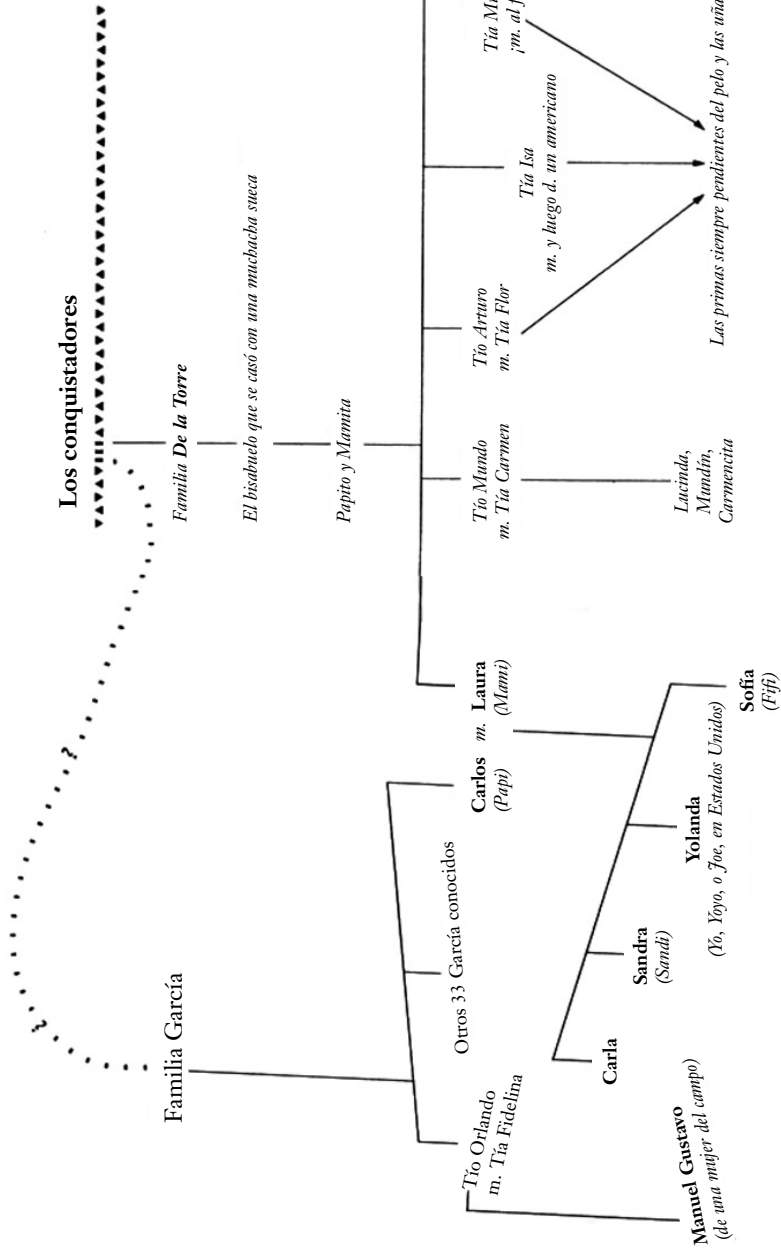 Los conquistadores
?
?
Familia De la Torre
El bisabuelo que se casó con una muchacha sueca
Papito y Mamita
Familia García
Tío Orlando
m. Tía Fidelina
Otros 33 García conocidos
Carlos m. Laura
(Papi) (Mami)
Tío Mundo
m. Tía Carmen
Tío Arturo
m. Tía Flor
Tía Isa
m. y luego d. un americano
Tía
¡m. al
Manuel Gustavo
(de una mujer del campo)
Carla
Sandra
(Sandi)
Yolanda
(Yo, Yoyo, o Joe, en Estados Unidos)
Sofía
(Fifi)
Lucinda,
Mundín,
Carmencita
Las primas siempre pendientes del pelo y las